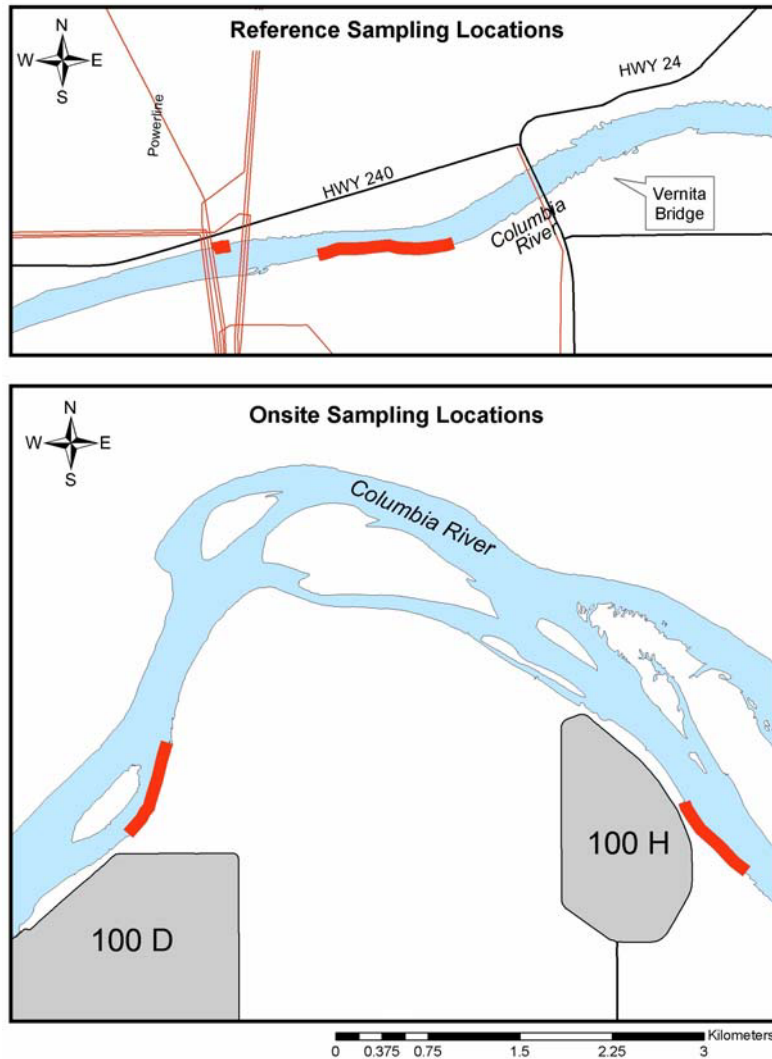 Reference Sampling Locations
N
W E
S
Powerline
HWY 24
HWY 240
Columbia
River
Vernita
Bridge
Onsite Sampling Locations
N
W E
S
Columbia River
100 D
100 H
Kilometers
0 0.375 0.75 1.5 2.25 3